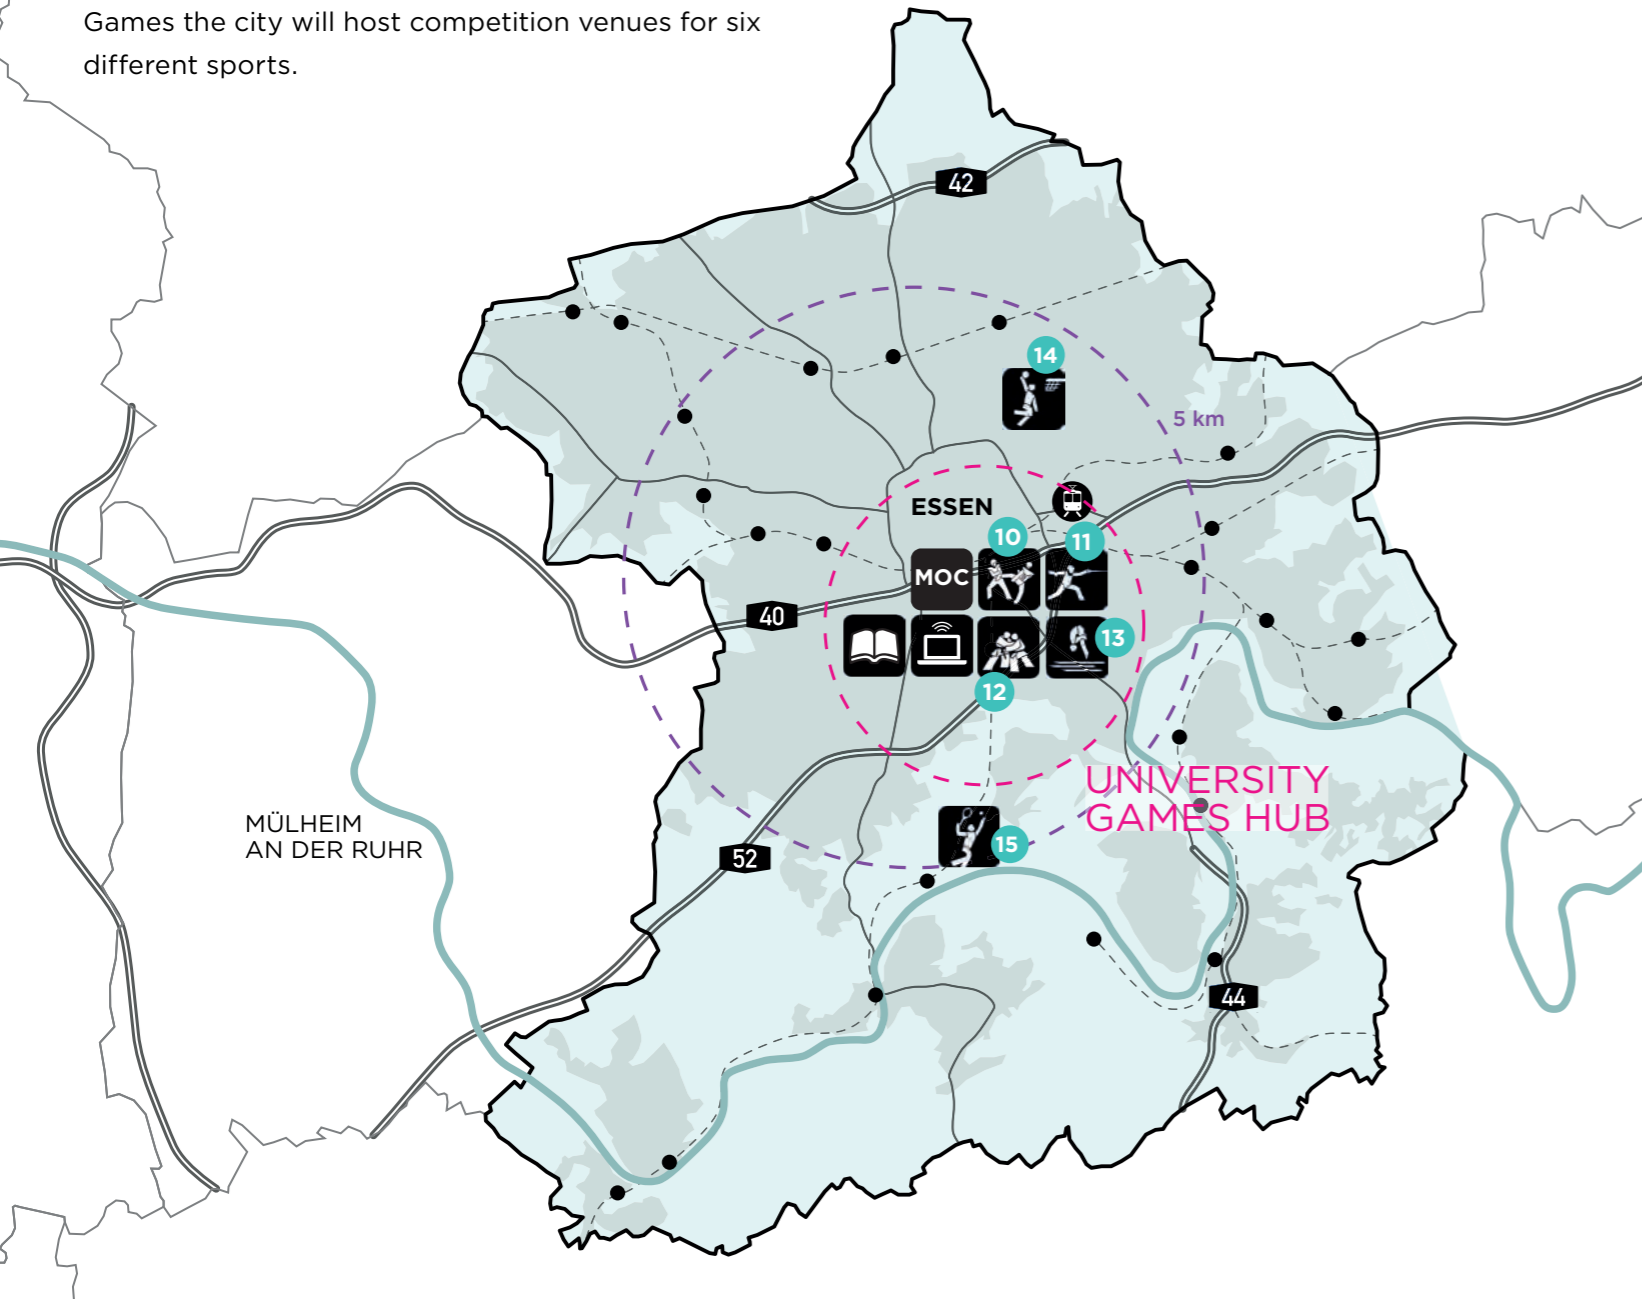 Games the city will host competition venues for six
different sports.
42
14
5 km
ESSEN
10
11
MOC
40
13
12
UNIVERSITY
GAMES HUB
MÜLHEIM
AN DER RUHR
15
52
44